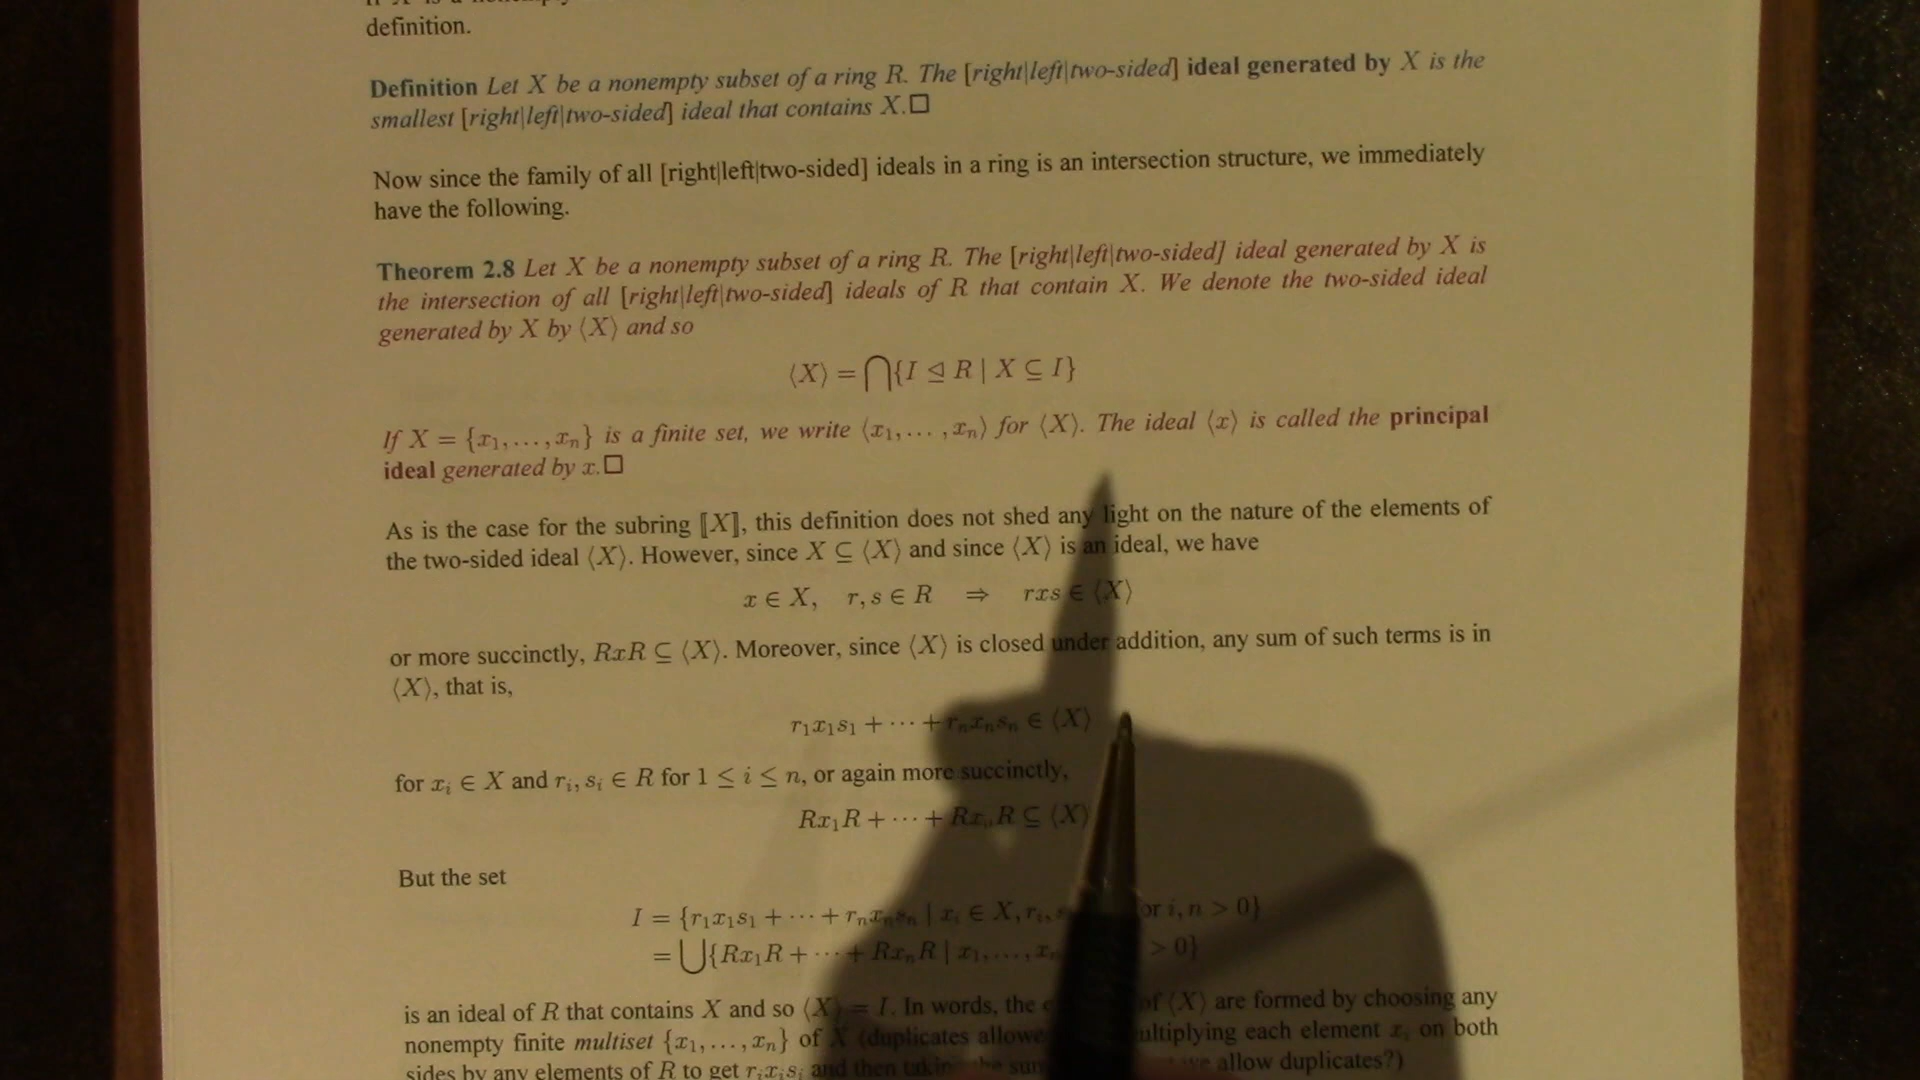 definition.
Definition Let X be a nonempty subset of a ring R. The [right|left|two-sided] ideal generated by X is the
smallest [right|left|two-sided] ideal that contains X.□
Now since the family of all [right|left|two-sided] ideals in a ring is an intersection structure, we immediately
have the following.
Theorem 2.8 Let X be a nonempty subset of a ring R. The [right|left|two-sided] ideal generated by X is
the intersection of all [right|left|two-sided] ideals of R that contain X. We denote the two-sided ideal
generated by X by ⟨X⟩ and so
⟨X⟩ = ⋂{I ⊴ R | X ⊆ I}
If X = {x₁, ..., xₙ} is a finite set, we write ⟨x₁, ... , xₙ⟩ for ⟨X⟩. The ideal ⟨x⟩ is called the principal
ideal generated by x.□
As is the case for the subring ⟦X⟧, this definition does not shed any light on the nature of the elements of
the two-sided ideal ⟨X⟩. However, since X ⊆ ⟨X⟩ and since ⟨X⟩ is an ideal, we have
x ∈ X, r, s ∈ R ⇒ rxs ∈ ⟨X⟩
or more succinctly, RxR ⊆ ⟨X⟩. Moreover, since ⟨X⟩ is closed under addition, any sum of such terms is in
⟨X⟩, that is,
r₁x₁s₁ + ··· + rₙxₙsₙ ∈ ⟨X⟩
for xᵢ ∈ X and rᵢ, sᵢ ∈ R for 1 ≤ i ≤ n, or again more succinctly,
Rx₁R + ··· + RxₙR ⊆ ⟨X⟩
But the set
I = {r₁x₁s₁ + ··· + rₙxₙsₙ | xᵢ ∈ X, rᵢ, i, n > 0}
= ⋃{Rx₁R + ··· + RxₙR | x₁, ..., > 0}
is an ideal of R that contains X and so ⟨X⟩ = I. In words, the of ⟨X⟩ are formed by choosing any
nonempty finite multiset {x₁, ..., xₙ} of X (duplicates multiplying each element xᵢ on both
sides by any elements of R to get rᵢxᵢsᵢ and then taking the allow duplicates?)